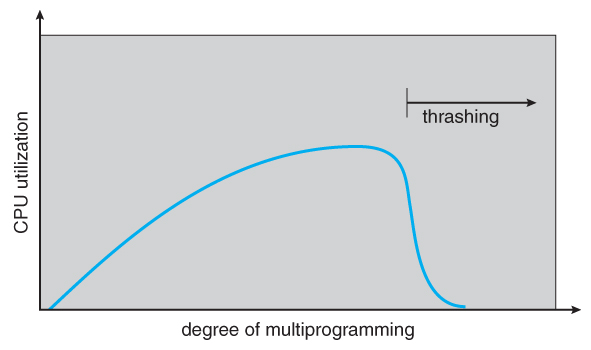 thrashing
CPU utilization
degree of multiprogramming